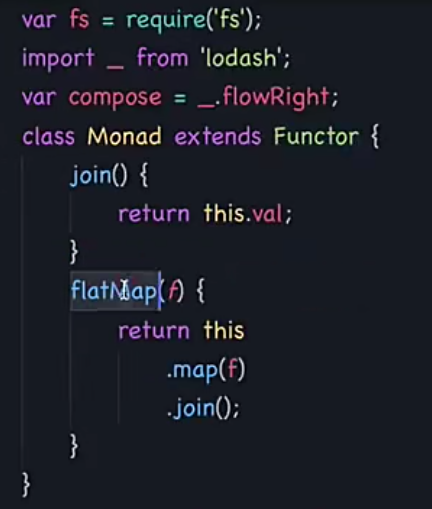 var fs = require('fs');
import _ from 'lodash';
var compose = _.flowRight;
class Monad extends Functor {
join() {
return this.val;
}
flatMap(f) {
return this
.map(f)
.join();
}
}